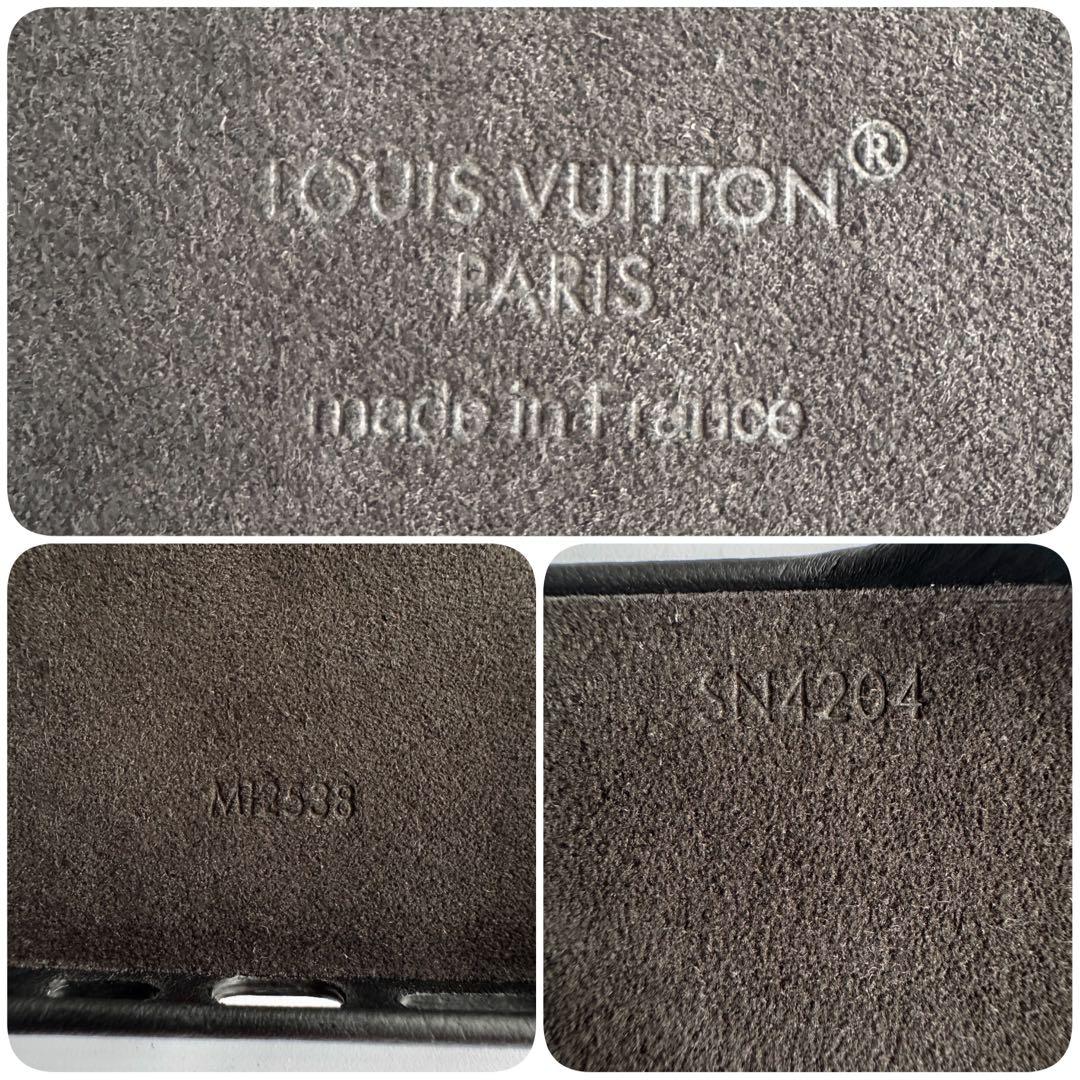 LOUIS VUITTON®
PARIS
made in France
MI2538
SN4204